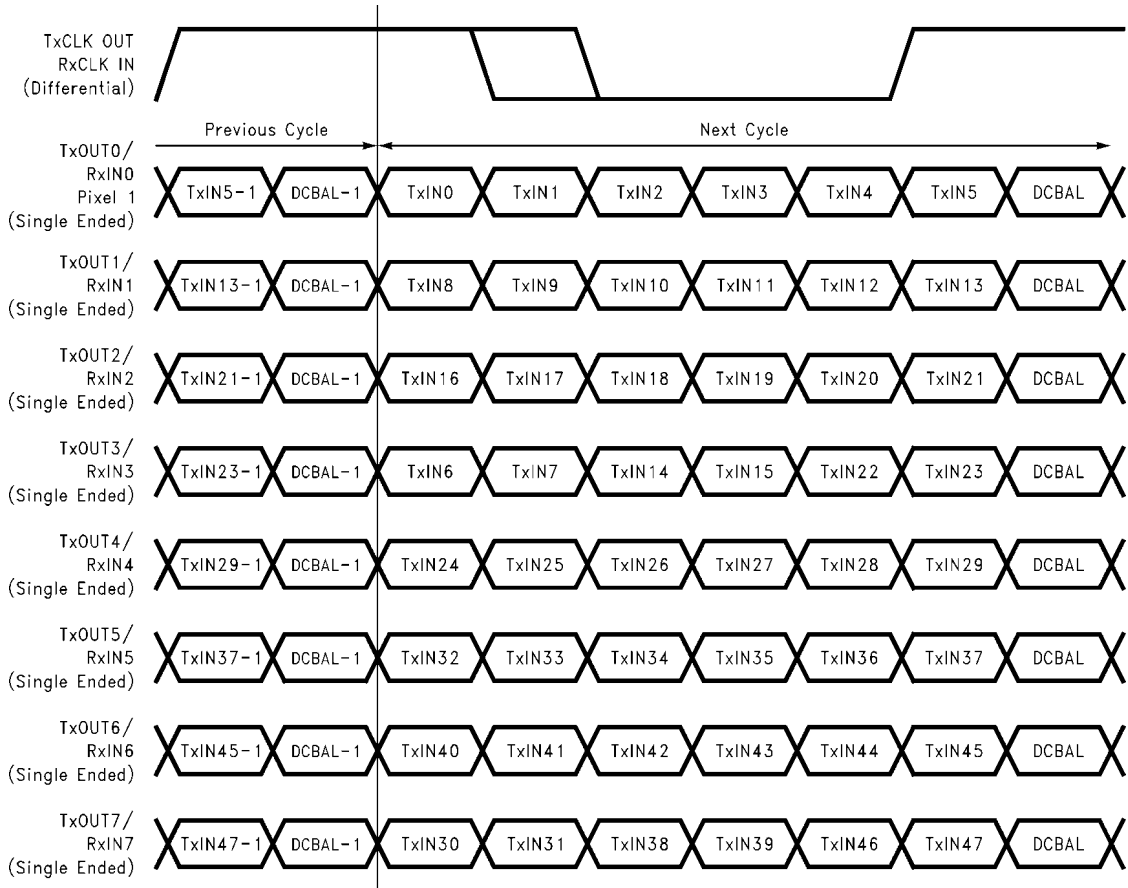 TxCLK OUT
RxCLK IN
(Differential)
Previous Cycle
Next Cycle
TxOUT0/
RxIN0
Pixel 1
(Single Ended)
TxIN5-1 DCBAL-1 TxIN0 TxIN1 TxIN2 TxIN3 TxIN4 TxIN5 DCBAL
TxOUT1/
RxIN1
(Single Ended)
TxIN13-1 DCBAL-1 TxIN8 TxIN9 TxIN10 TxIN11 TxIN12 TxIN13 DCBAL
TxOUT2/
RxIN2
(Single Ended)
TxIN21-1 DCBAL-1 TxIN16 TxIN17 TxIN18 TxIN19 TxIN20 TxIN21 DCBAL
TxOUT3/
RxIN3
(Single Ended)
TxIN23-1 DCBAL-1 TxIN6 TxIN7 TxIN14 TxIN15 TxIN22 TxIN23 DCBAL
TxOUT4/
RxIN4
(Single Ended)
TxIN29-1 DCBAL-1 TxIN24 TxIN25 TxIN26 TxIN27 TxIN28 TxIN29 DCBAL
TxOUT5/
RxIN5
(Single Ended)
TxIN37-1 DCBAL-1 TxIN32 TxIN33 TxIN34 TxIN35 TxIN36 TxIN37 DCBAL
TxOUT6/
RxIN6
(Single Ended)
TxIN45-1 DCBAL-1 TxIN40 TxIN41 TxIN42 TxIN43 TxIN44 TxIN45 DCBAL
TxOUT7/
RxIN7
(Single Ended)
TxIN47-1 DCBAL-1 TxIN30 TxIN31 TxIN38 TxIN39 TxIN46 TxIN47 DCBAL